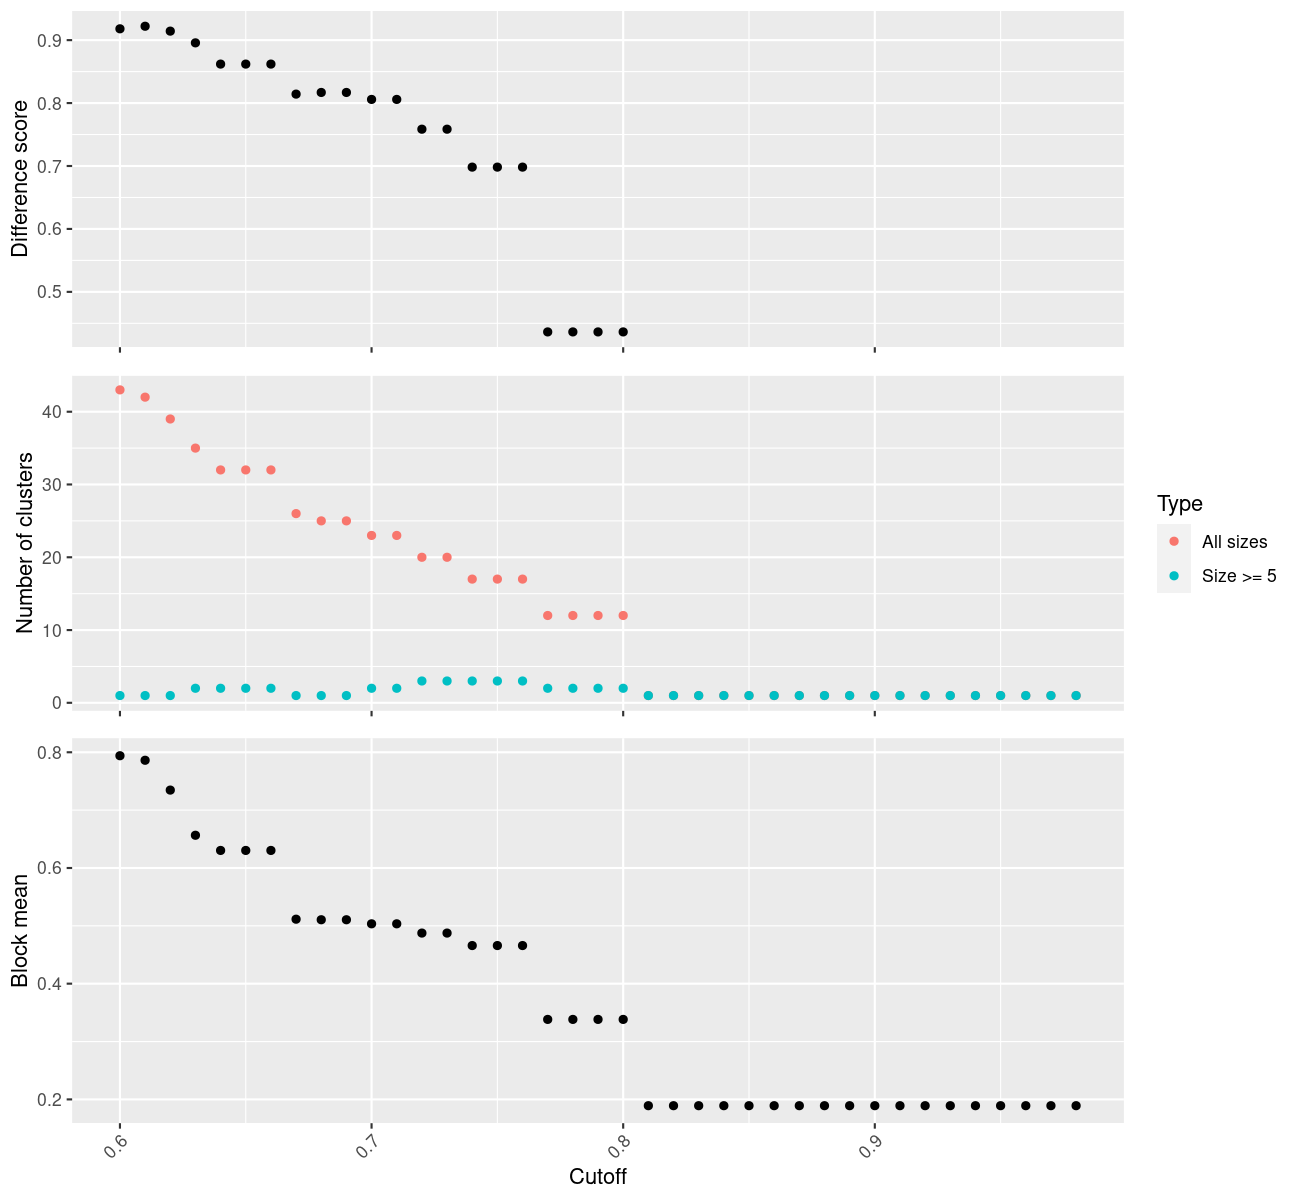 Difference score
0.9
0.8
0.7
0.6
0.5
Number of clusters
40
30
20
10
0
Type
All sizes
Size >= 5
Block mean
0.8
0.6
0.4
0.2
0.6
0.7
0.8
0.9
Cutoff